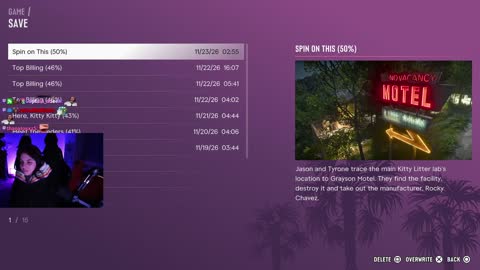 GAME /
SAVE
Spin on This (50%) 11/23/26 02:55
Top Billing (46%) 11/22/26 16:07
Top Billing (46%) 11/22/26 05:41
11/22/26 04:02
Here, Kitty Kitty (43%) 11/21/26 04:44
11/20/26 04:06
11/19/26 03:44
1 / 16
SPIN ON THIS (50%)
NO VACANCY
MOTEL
Jason and Tyrone trace the main Kitty Litter lab's
location to Grayson Motel. They find the facility,
destroy it and take out the manufacturer, Rocky
Chavez.
DELETE OVERWRITE BACK